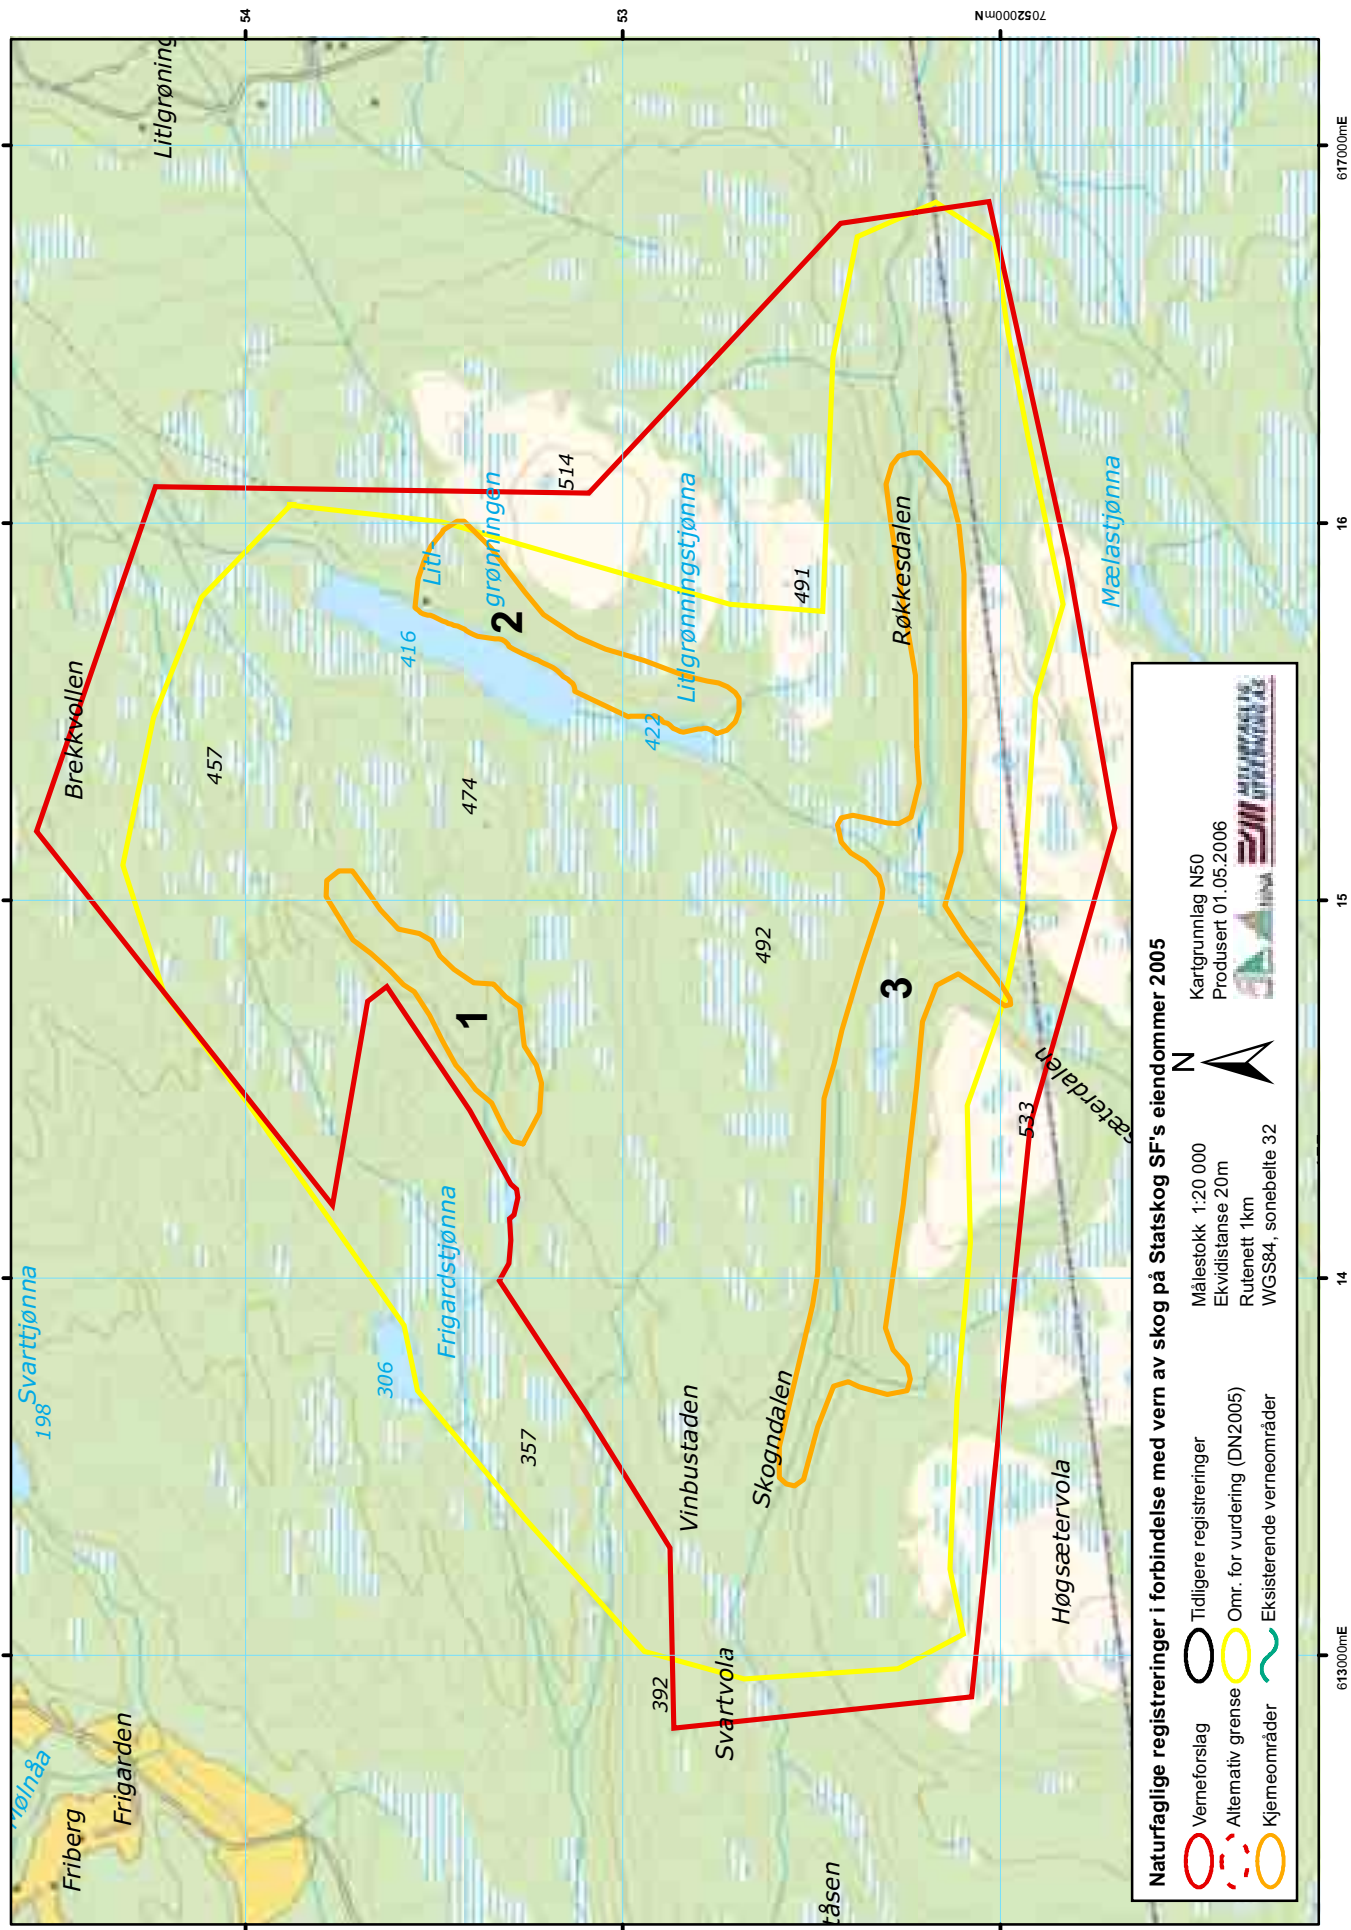 Svarttjønna
198
Mølnåa
Friberg
Frigarden
Brekkvollen
Litlgrøning
457
306
Frigardstjønna
416
Litl-
grønningen
474
1
2
514
357
422
Litlgrønningstjønna
Vinbustaden
392
Svartvola
Skogndalen
492
491
3
Røkkesdalen
åsen
Høgsætervola
533
sæterdalen
Mælastjønna
54
53
7052000mN
613000mE
14
15
16
617000mE
Naturfaglige registreringer i forbindelse med vern av skog på Statskog SF's eiendommer 2005
Verneforslag
Alternativ grense
Kjerneområder
Tidligere registreringer
Omr. for vurdering (DN2005)
Eksisterende verneområder
Målestokk 1:20 000
Ekvidistanse 20m
Rutenett 1km
WGS84, sonebelte 32
N
Kartgrunnlag N50
Produsert 01.05.2006